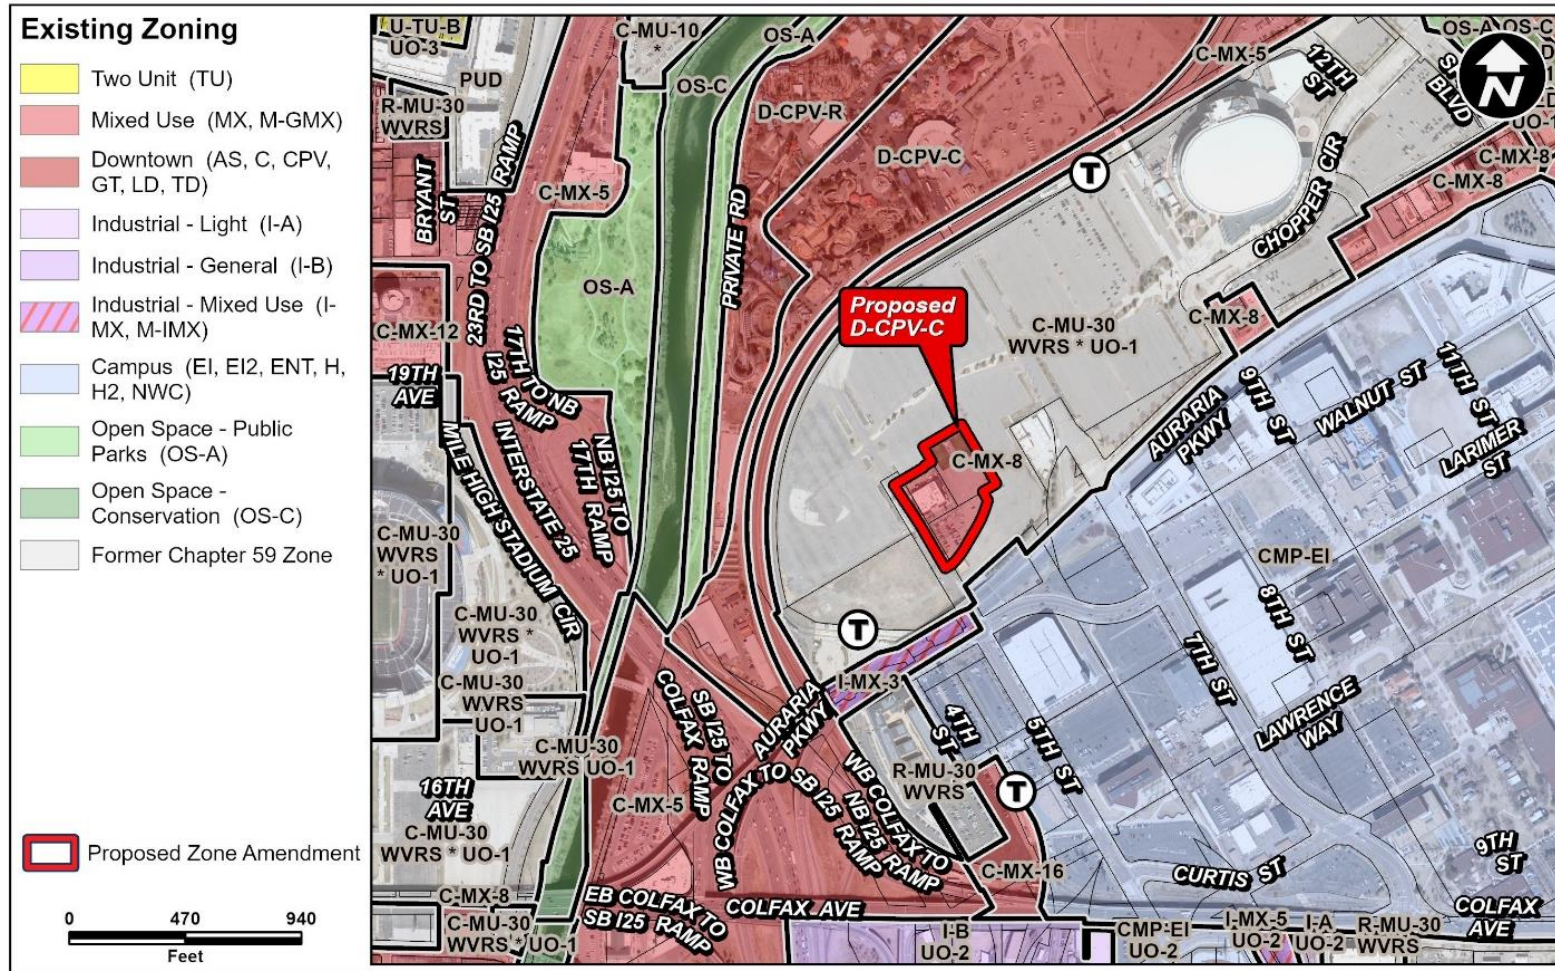 Existing Zoning
Two Unit (TU)
Mixed Use (MX, M-GMX)
Downtown (AS, C, CPV,
GT, LD, TD)
Industrial - Light (I-A)
Industrial - General (I-B)
Industrial - Mixed Use (I-
MX, M-IMX)
Campus (EI, EI2, ENT, H,
H2, NWC)
Open Space - Public
Parks (OS-A)
Open Space -
Conservation (OS-C)
Former Chapter 59 Zone
Proposed Zone Amendment
0 470 940
Feet
U-TU-B
UO-3
PUD
R-MU-30
WVRS
BRYANT
ST
23RD TO SB I25 RAMP
C-MU-10
*
OS-A
OS-C
C-MX-5
OS-A
D-CPV-R
D-CPV-C
PRIVATE RD
C-MX-5
12TH
ST
OS-A
OS-C
BLVD
N
UO-1
C-MX-8
C-MX-8
CHOPPER CIR
T
C-MX-12
19TH
AVE
17TH TO NB
I25 RAMP
NB I25 TO
17TH RAMP
INTERSTATE 25
MILE HIGH STADIUM CIR
Proposed
D-CPV-C
C-MU-30
WVRS * UO-1
C-MX-8
C-MX-8
AURARIA
PKWY
9TH ST
WALNUT ST
11TH ST
LARIMER
ST
CMP-EI
8TH ST
7TH ST
LAWRENCE
WAY
C-MU-30
WVRS
* UO-1
C-MU-30
WVRS *
UO-1
C-MU-30
WVRS
UO-1
C-MU-30
WVRS UO-1
16TH
AVE
C-MU-30
WVRS * UO-1
T
I-MX-3
AURARIA
PKWY
4TH
ST
5TH ST
R-MU-30
WVRS
T
SB I25 TO
COLFAX RAMP
C-MX-5
WB COLFAX TO
SB I25 RAMP
WB COLFAX TO
NB I25 RAMP
C-MX-16
CURTIS ST
9TH
ST
COLFAX
AVE
C-MX-8
C-MU-30
WVRS * UO-1
EB COLFAX TO
SB I25 RAMP
COLFAX AVE
I-B
UO-2
CMP-EI
UO-2
I-MX-5
UO-2
I-A
UO-2
R-MU-30
WVRS